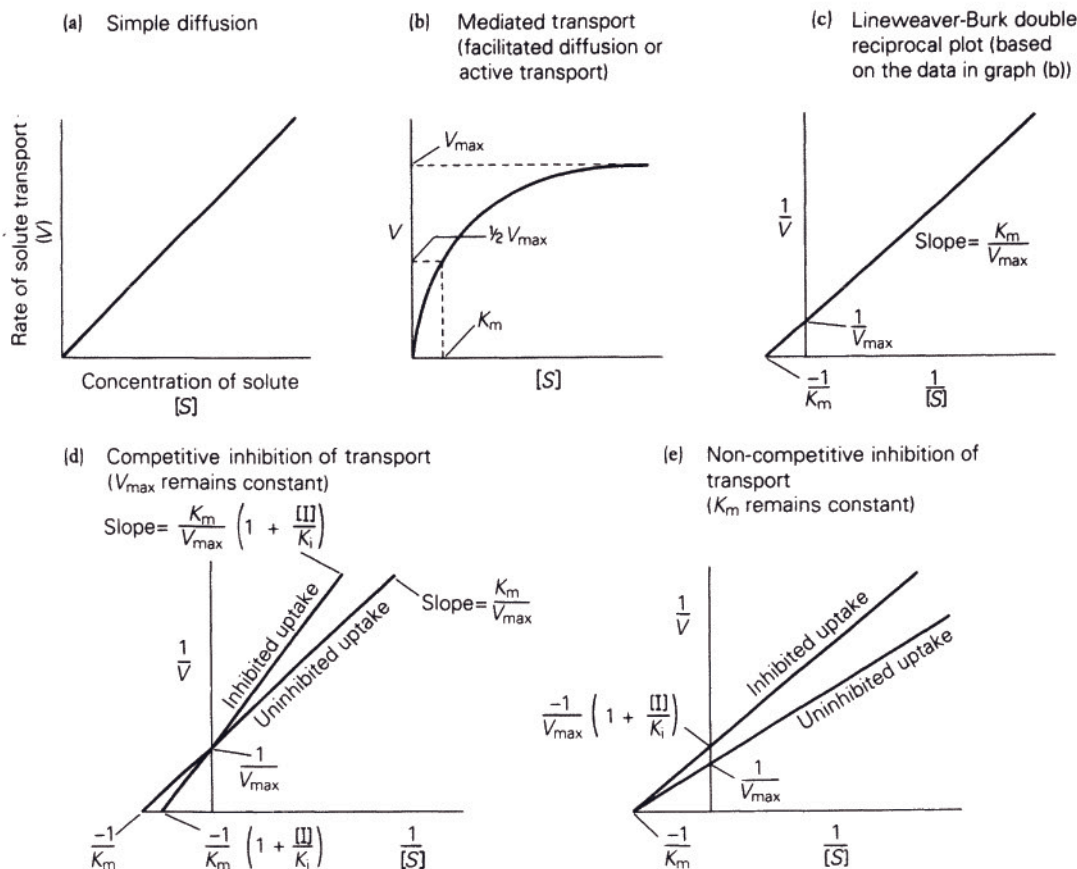 (a) Simple diffusion
Rate of solute transport
(V)
Concentration of solute
[S]
(b) Mediated transport
(facilitated diffusion or
active transport)
Vmax
V
½ Vmax
Km
[S]
(c) Lineweaver-Burk double
reciprocal plot (based
on the data in graph (b))
1/V
Slope= Km/Vmax
1/Vmax
-1/Km
1/[S]
(d) Competitive inhibition of transport
(Vmax remains constant)
Slope= Km/Vmax (1 + [I]/Ki)
Slope= Km/Vmax
Inhibited uptake
Uninhibited uptake
1/V
1/Vmax
-1/Km
-1/Km (1 + [I]/Ki)
1/[S]
(e) Non-competitive inhibition of
transport
(Km remains constant)
1/V
Inhibited uptake
Uninhibited uptake
-1/Vmax (1 + [I]/Ki)
1/Vmax
-1/Km
1/[S]